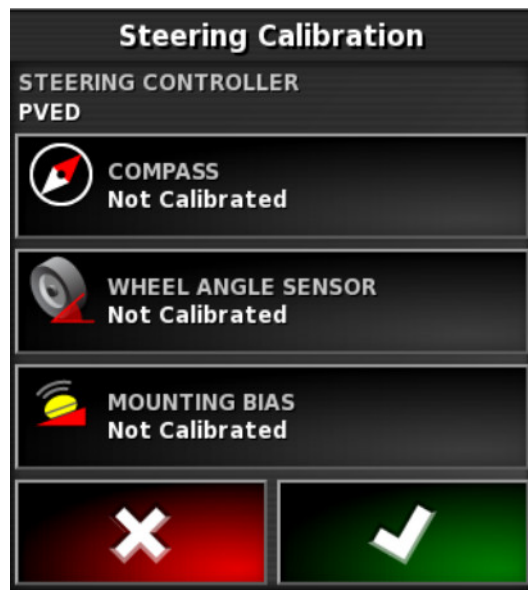 Steering Calibration
STEERING CONTROLLER
PVED
COMPASS
Not Calibrated
WHEEL ANGLE SENSOR
Not Calibrated
MOUNTING BIAS
Not Calibrated